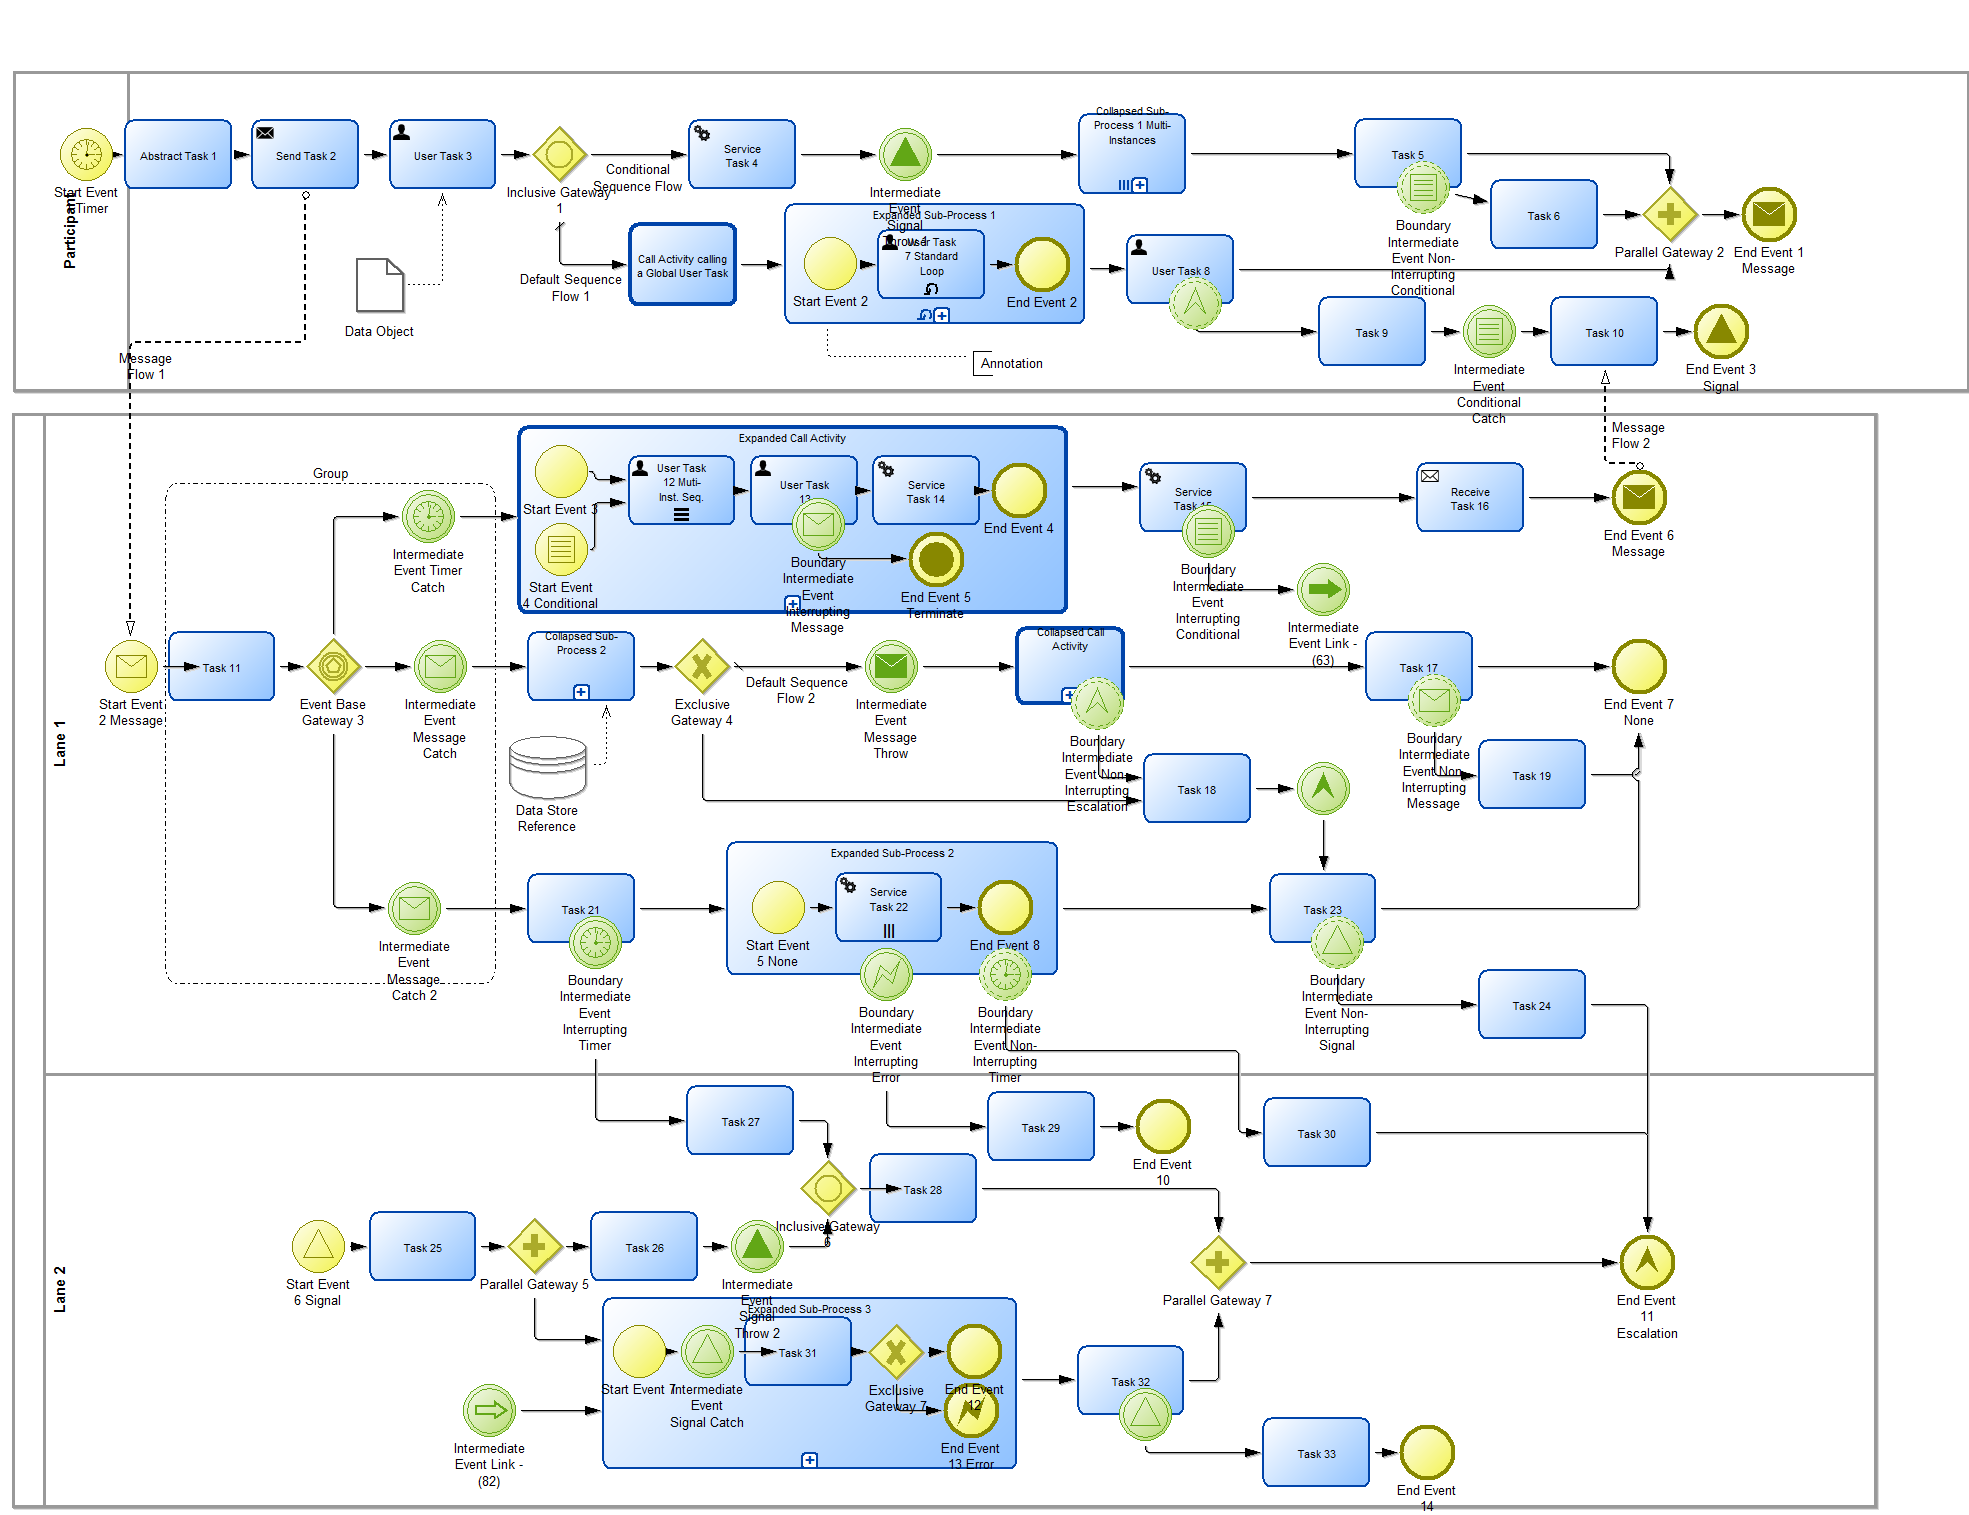 Participant
Start Event
Timer
Abstract Task 1
Send Task 2
User Task 3
Inclusive Gateway
1
Conditional
Sequence Flow
Service
Task 4
Intermediate
Event
Signal
Throw 1
Collapsed Sub-
Process 1 Multi-
Instances
Task 5
Boundary
Intermediate
Event Non-
Interrupting
Conditional
Task 6
Parallel Gateway 2
End Event 1
Message
Data Object
Default Sequence
Flow 1
Call Activity calling
a Global User Task
Expanded Sub-Process 1
Start Event 2
User Task
7 Standard
Loop
End Event 2
User Task 8
Annotation
Task 9
Intermediate
Event
Conditional
Catch
Task 10
End Event 3
Signal
Message
Flow 1
Message
Flow 2
Lane 1
Group
Intermediate
Event Timer
Catch
Expanded Call Activity
Start Event 3
Start Event
4 Conditional
User Task
12 Muti-
Inst. Seq.
User Task
13
Service
Task 14
End Event 4
Boundary
Intermediate
Event
Interrupting
Message
End Event 5
Terminate
Service
Task 15
Boundary
Intermediate
Event
Interrupting
Conditional
Receive
Task 16
End Event 6
Message
Intermediate
Event Link -
(63)
Start Event
2 Message
Task 11
Event Base
Gateway 3
Intermediate
Event
Message
Catch
Collapsed Sub-
Process 2
Exclusive
Gateway 4
Default Sequence
Flow 2
Intermediate
Event
Message
Throw
Collapsed Call
Activity
Boundary
Intermediate
Event Non-
Interrupting
Escalation
Task 17
Boundary
Intermediate
Event Non-
Interrupting
Message
End Event 7
None
Data Store
Reference
Task 18
Task 19
Intermediate
Event
Message
Catch 2
Task 21
Boundary
Intermediate
Event
Interrupting
Timer
Expanded Sub-Process 2
Start Event
5 None
Service
Task 22
End Event 8
Boundary
Intermediate
Event
Interrupting
Error
Boundary
Intermediate
Event Non-
Interrupting
Timer
Task 23
Boundary
Intermediate
Event Non-
Interrupting
Signal
Task 24
Lane 2
Task 27
Task 29
End Event
10
Task 30
Inclusive Gateway
6
Task 28
Start Event
6 Signal
Task 25
Parallel Gateway 5
Task 26
Intermediate
Event
Signal
Throw 2
Parallel Gateway 7
End Event
11
Escalation
Expanded Sub-Process 3
Start Event 7
Intermediate
Event
Signal Catch
Task 31
Exclusive
Gateway 7
End Event
12
End Event
13 Error
Intermediate
Event Link -
(82)
Task 32
Task 33
End Event
14